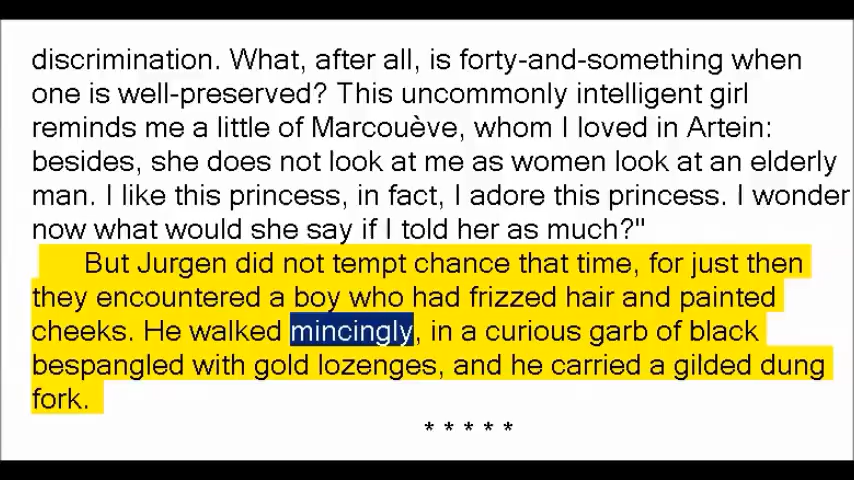 discrimination. What, after all, is forty-and-something when
one is well-preserved? This uncommonly intelligent girl
reminds me a little of Marcouève, whom I loved in Artein:
besides, she does not look at me as women look at an elderly
man. I like this princess, in fact, I adore this princess. I wonder
now what would she say if I told her as much?"
But Jurgen did not tempt chance that time, for just then
they encountered a boy who had frizzed hair and painted
cheeks. He walked mincingly, in a curious garb of black
bespangled with gold lozenges, and he carried a gilded dung
fork.
* * * * *